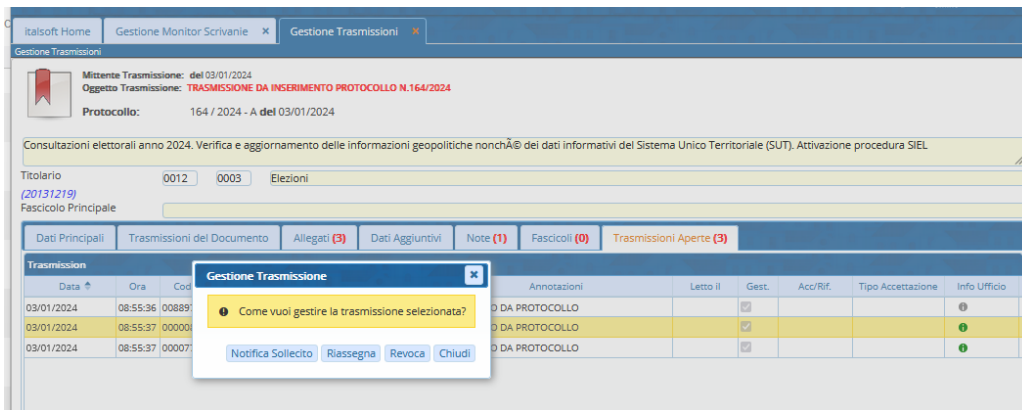 italsoft Home
Gestione Monitor Scrivanie ×
Gestione Trasmissioni ×
Gestione Trasmissioni
Mittente Trasmissione: del 03/01/2024
Oggetto Trasmissione: TRASMISSIONE DA INSERIMENTO PROTOCOLLO N.164/2024
Protocollo: 164 / 2024 - A del 03/01/2024
Consultazioni elettorali anno 2024. Verifica e aggiornamento delle informazioni geopolitiche nonchÃ© dei dati informativi del Sistema Unico Territoriale (SUT). Attivazione procedura SIEL
Titolario 0012 0003 Elezioni
(20131219)
Fascicolo Principale
Dati Principali Trasmissioni del Documento Allegati (3) Dati Aggiuntivi Note (1) Fascicoli (0) Trasmissioni Aperte (3)
Trasmission
Data Ora Cod Annotazioni Letto il Gest. Acc/Rif. Tipo Accettazione Info Ufficio
03/01/2024 08:55:36 00889 O DA PROTOCOLLO
03/01/2024 08:55:37 00000 O DA PROTOCOLLO
03/01/2024 08:55:37 00007 O DA PROTOCOLLO
Gestione Trasmissione
Come vuoi gestire la trasmissione selezionata?
Notifica Sollecito Riassegna Revoca Chiudi